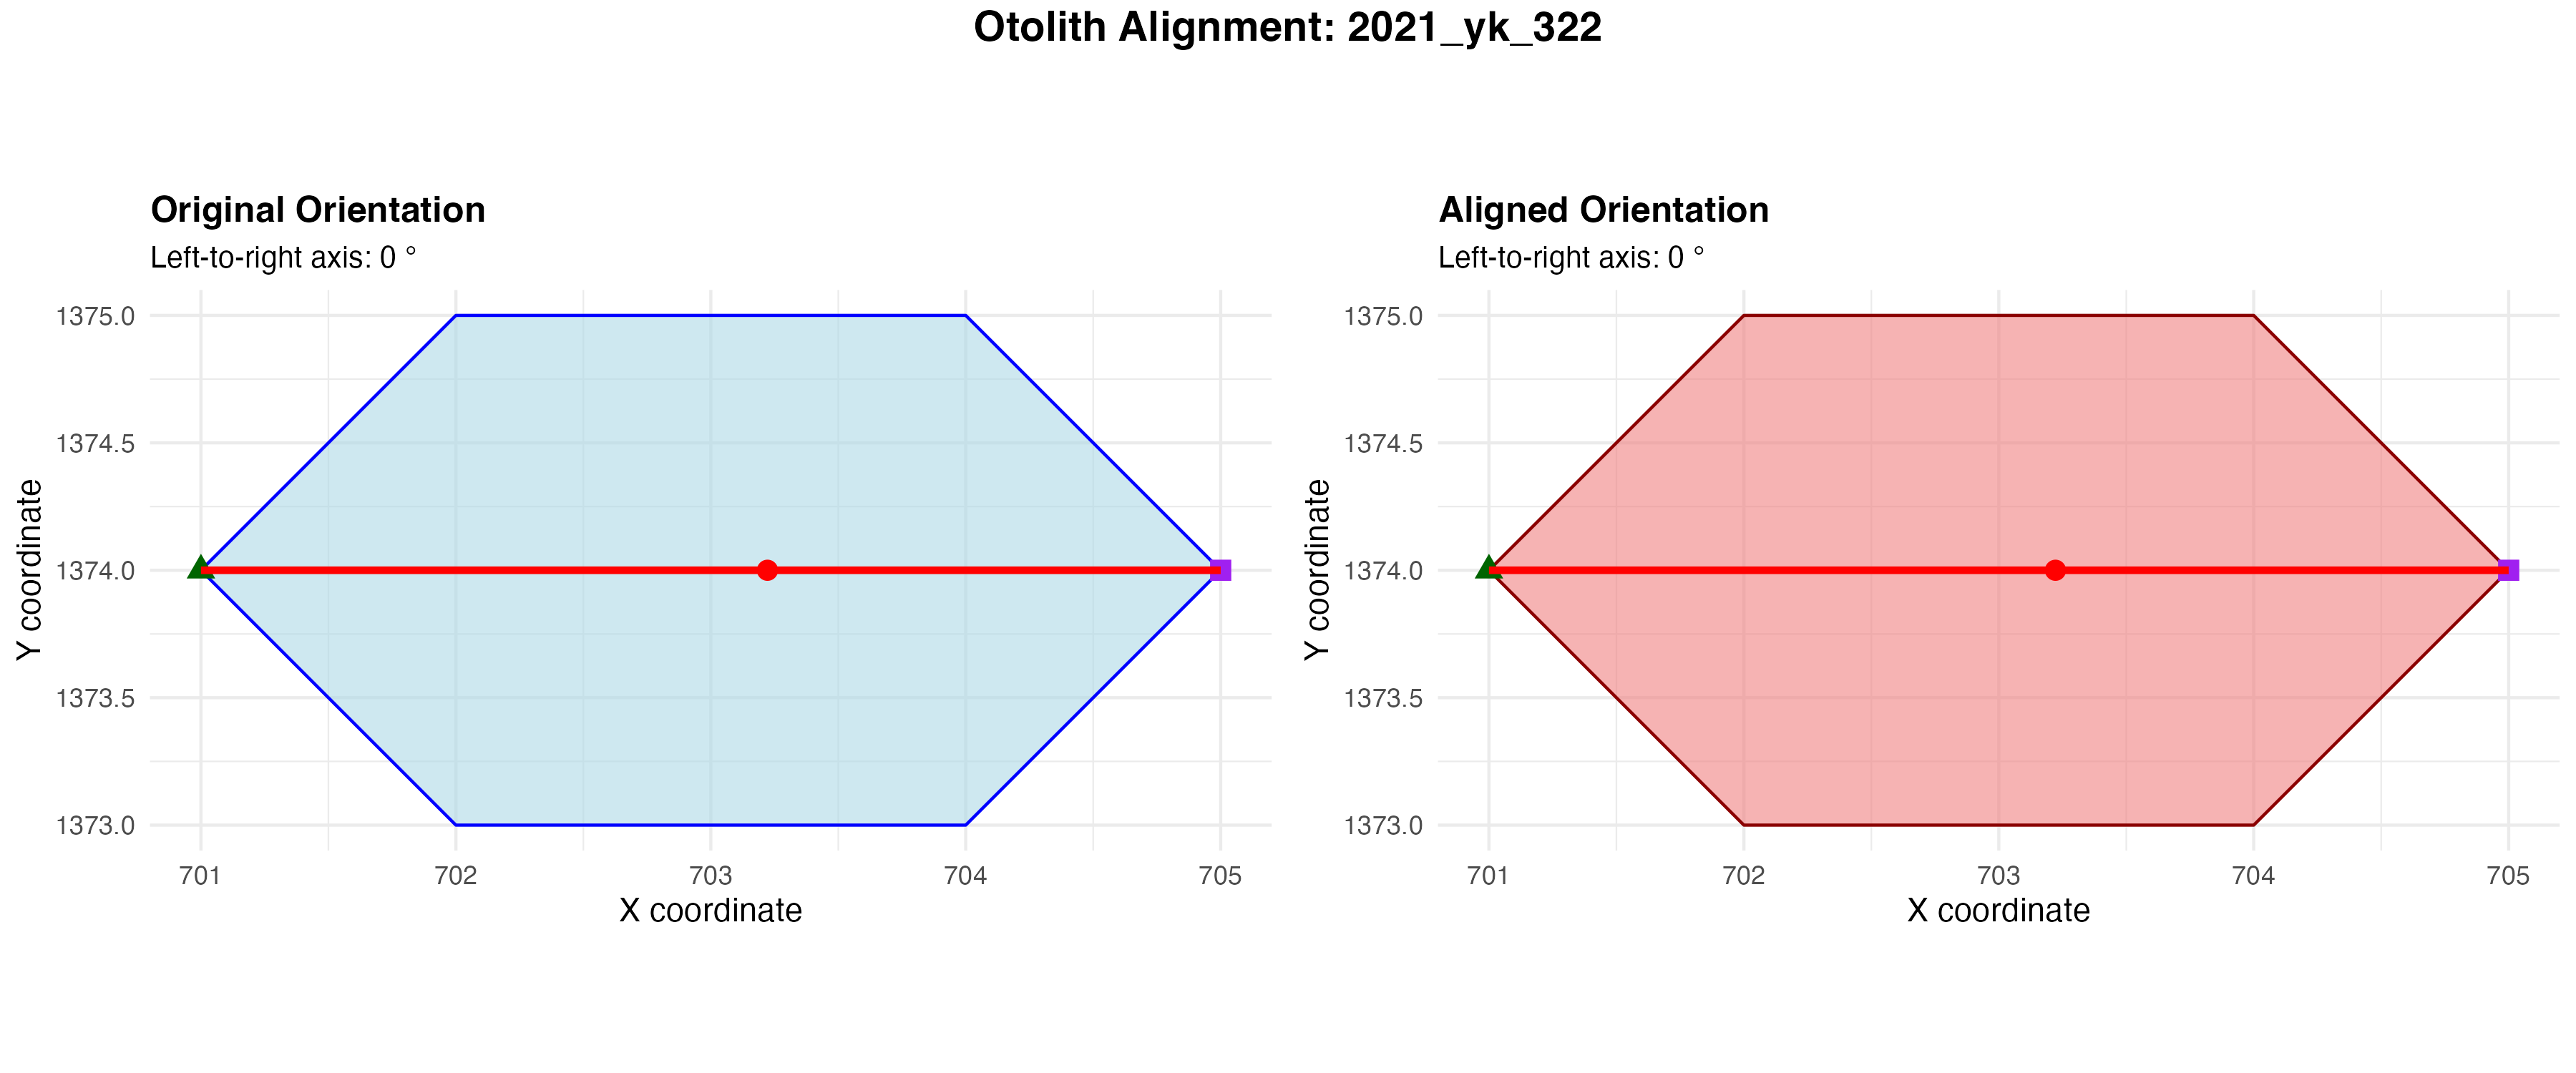 Otolith Alignment: 2021_yk_322
Original Orientation
Left-to-right axis: 0 °
1375.0
1374.5
1374.0
1373.5
1373.0
Y coordinate
701 702 703 704 705
X coordinate
Aligned Orientation
Left-to-right axis: 0 °
1375.0
1374.5
1374.0
1373.5
1373.0
Y coordinate
701 702 703 704 705
X coordinate